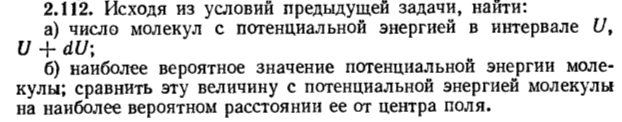 2.112. Исходя из условий предыдущей задачи, найти:
а) число молекул с потенциальной энергией в интервале U,
U + dU;
б) наиболее вероятное значение потенциальной энергии моле-
кулы; сравнить эту величину с потенциальной энергией молекулы
на наиболее вероятном расстоянии ее от центра поля.